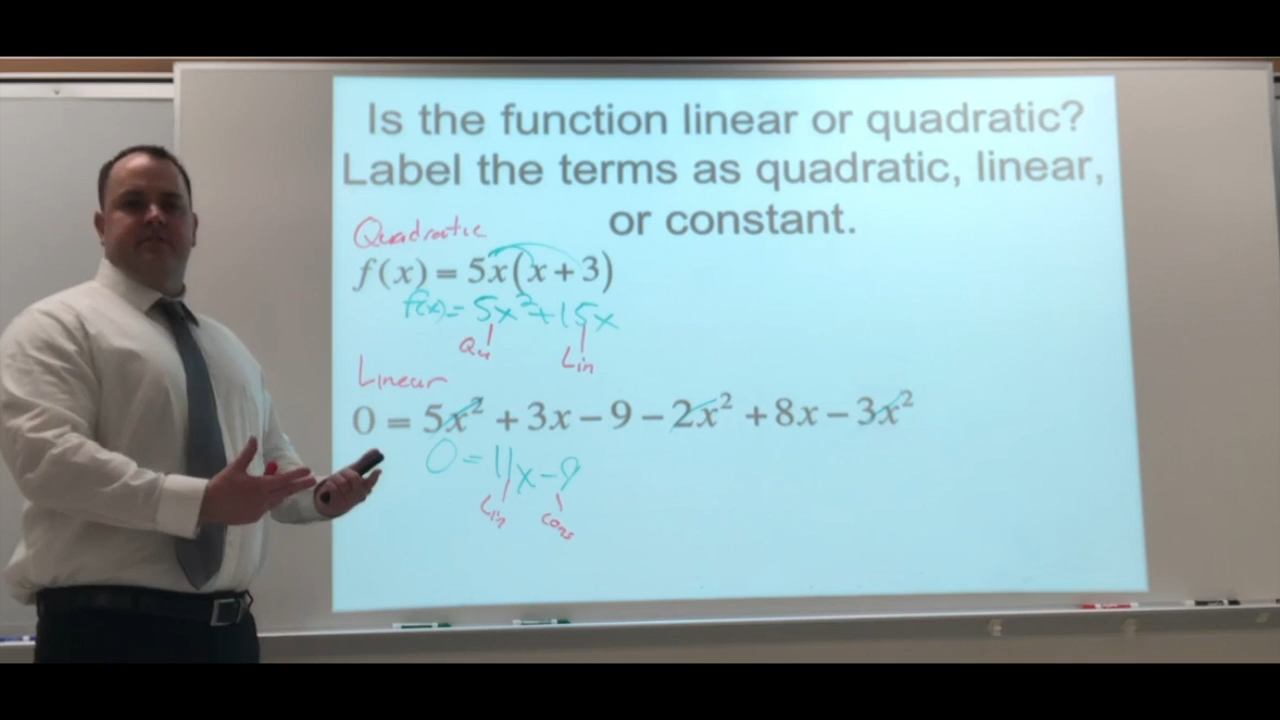 Is the function linear or quadratic?
Label the terms as quadratic, linear,
or constant.
Quadratic
f(x) = 5x(x + 3)
f(x) = 5x² + 15x
Qu Lin
Linear
0 = 5x² + 3x − 9 − 2x² + 8x − 3x²
0 = 11x − 9
Lin Cons